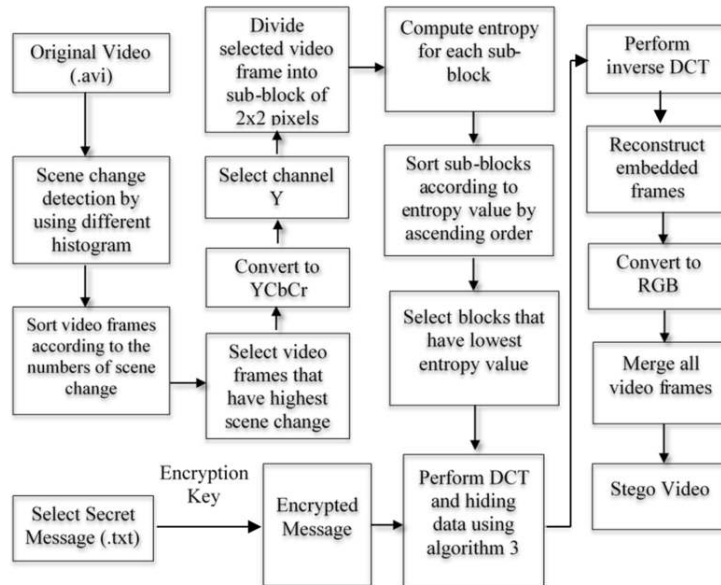 Original Video
(.avi)
Scene change
detection by
using different
histogram
Sort video frames
according to the
numbers of scene
change
Select video
frames that
have highest
scene change
Convert to
YCbCr
Select channel
Y
Divide
selected video
frame into
sub-block of
2x2 pixels
Compute entropy
for each sub-
block
Sort sub-blocks
according to
entropy value by
ascending order
Select blocks that
have lowest
entropy value
Select Secret
Message (.txt)
Encryption
Key
Encrypted
Message
Perform DCT
and hiding
data using
algorithm 3
Perform
inverse DCT
Reconstruct
embedded
frames
Convert to
RGB
Merge all
video frames
Stego Video